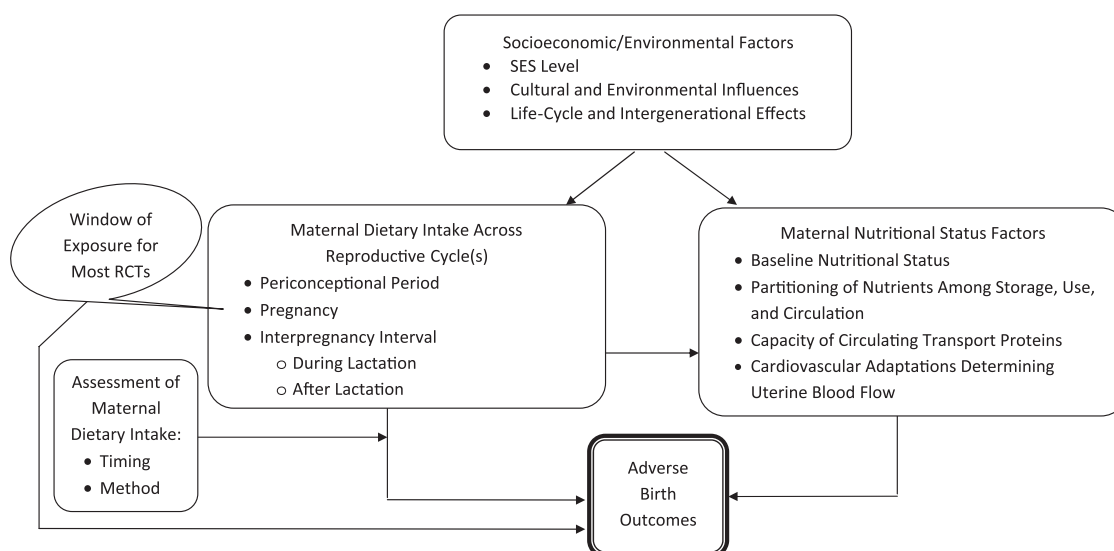 Socioeconomic/Environmental Factors
• SES Level
• Cultural and Environmental Influences
• Life-Cycle and Intergenerational Effects
Window of
Exposure for
Most RCTs
Maternal Dietary Intake Across
Reproductive Cycle(s)
• Periconceptional Period
• Pregnancy
• Interpregnancy Interval
o During Lactation
o After Lactation
Maternal Nutritional Status Factors
• Baseline Nutritional Status
• Partitioning of Nutrients Among Storage, Use,
and Circulation
• Capacity of Circulating Transport Proteins
• Cardiovascular Adaptations Determining
Uterine Blood Flow
Assessment of
Maternal
Dietary Intake:
• Timing
• Method
Adverse
Birth
Outcomes